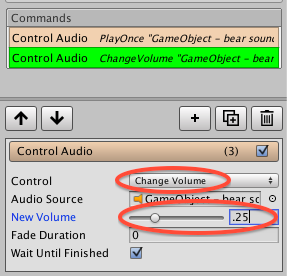 Commands
Control Audio PlayOnce "GameObject - bear soun
Control Audio ChangeVolume "GameObject - bear
Control Audio (3)
Control Change Volume
Audio Source GameObject - bear sc
New Volume .25
Fade Duration 0
Wait Until Finished